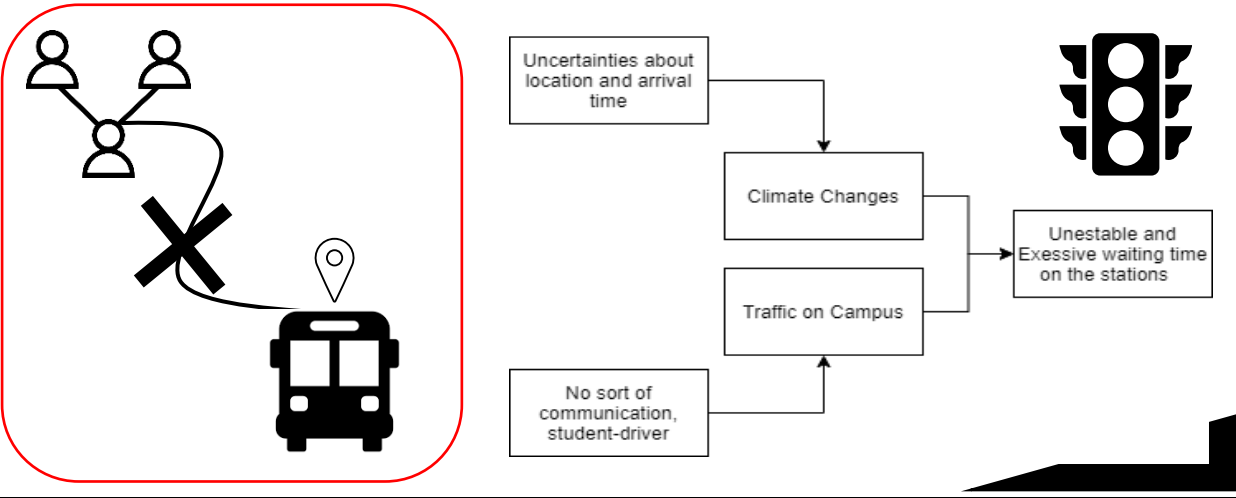 Uncertainties about
location and arrival
time
Climate Changes
Unestable and
Exessive waiting time
on the stations
Traffic on Campus
No sort of
communication,
student-driver